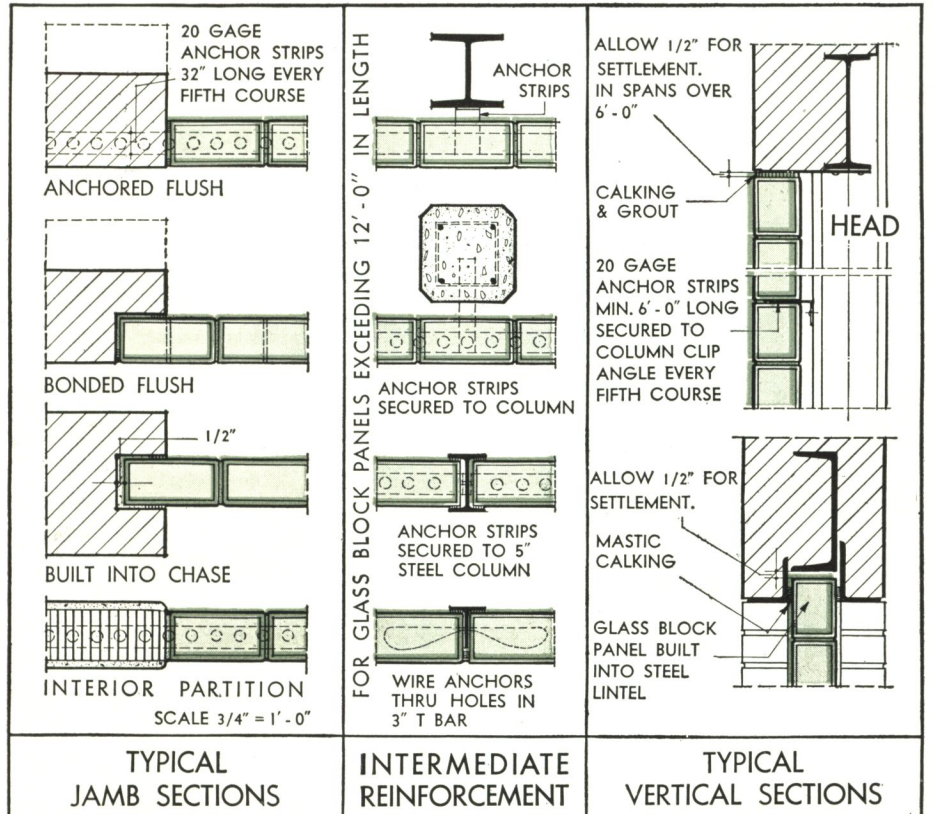 20 GAGE
ANCHOR STRIPS
32" LONG EVERY
FIFTH COURSE
ANCHORED FLUSH
BONDED FLUSH
1/2"
BUILT INTO CHASE
INTERIOR PARTITION
SCALE 3/4" = 1'-0"
TYPICAL
JAMB SECTIONS
FOR GLASS BLOCK PANELS EXCEEDING 12'-0" IN LENGTH
ANCHOR
STRIPS
ANCHOR STRIPS
SECURED TO COLUMN
ANCHOR STRIPS
SECURED TO 5"
STEEL COLUMN
WIRE ANCHORS
THRU HOLES IN
3" T BAR
INTERMEDIATE
REINFORCEMENT
ALLOW 1/2" FOR
SETTLEMENT.
IN SPANS OVER
6'-0"
CALKING
& GROUT
HEAD
20 GAGE
ANCHOR STRIPS
MIN. 6'-0" LONG
SECURED TO
COLUMN CLIP
ANGLE EVERY
FIFTH COURSE
ALLOW 1/2" FOR
SETTLEMENT.
MASTIC
CALKING
GLASS BLOCK
PANEL BUILT
INTO STEEL
LINTEL
TYPICAL
VERTICAL SECTIONS